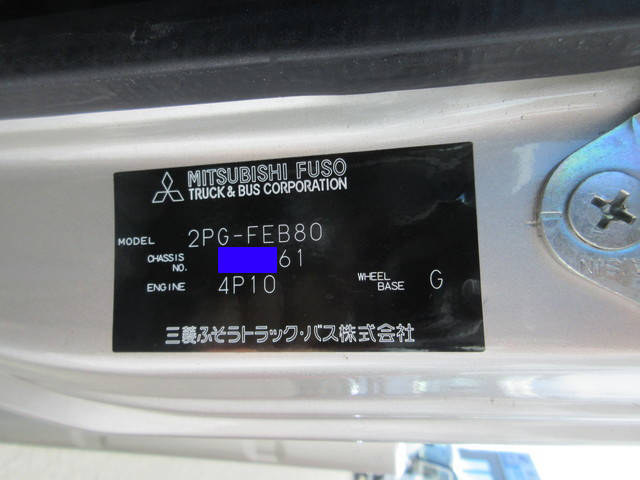 MITSUBISHI FUSO
TRUCK & BUS CORPORATION
MODEL 2PG-FEB80
CHASSIS NO. 61
ENGINE 4P10 WHEEL BASE G
三菱ふそうトラック・バス株式会社